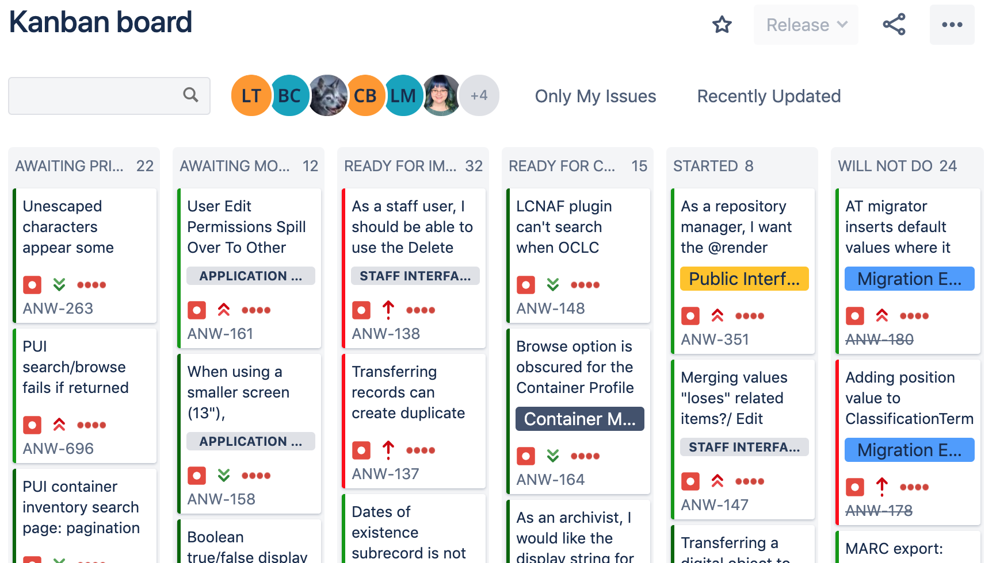 Kanban board
Release
LT BC CB LM +4
Only My Issues
Recently Updated
AWAITING PRI... 22
Unescaped
characters
appear some
ANW-263
PUI
search/browse
fails if returned
ANW-696
PUI container
inventory search
page: pagination
AWAITING MO... 12
User Edit
Permissions Spill
Over To Other
APPLICATION ...
ANW-161
When using a
smaller screen
(13"),
APPLICATION ...
ANW-158
Boolean
true/false display
READY FOR IM... 32
As a staff user, I
should be able to
use the Delete
STAFF INTERFA...
ANW-138
Transferring
records can
create duplicate
ANW-137
Dates of
existence
subrecord is not
READY FOR C... 15
LCNAF plugin
can't search
when OCLC
ANW-148
Browse option is
obscured for the
Container Profile
Container M...
ANW-164
As an archivist, I
would like the
display string for
STARTED 8
As a repository
manager, I want
the @render
Public Interf...
ANW-351
Merging values
"loses" related
items?/ Edit
STAFF INTERFA...
ANW-147
Transferring a
digital object to
WILL NOT DO 24
AT migrator
inserts default
values where it
Migration E...
ANW-180
Adding position
value to
ClassificationTerm
Migration E...
ANW-178
MARC export: